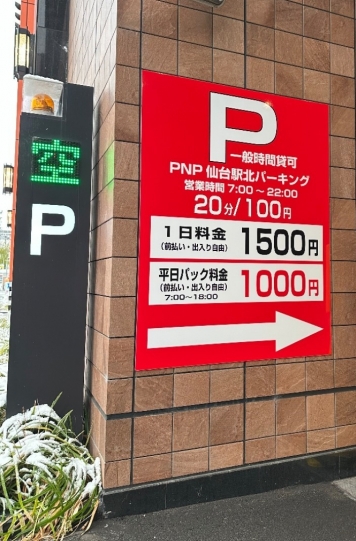 空
P
P
一般時間貸可
PNP 仙台駅北パーキング
営業時間 7:00〜22:00
20分/100円
1日料金
(前払い・出入り自由)
1500円
平日パック料金
(前払い・出入り自由)
7:00〜18:00
1000円